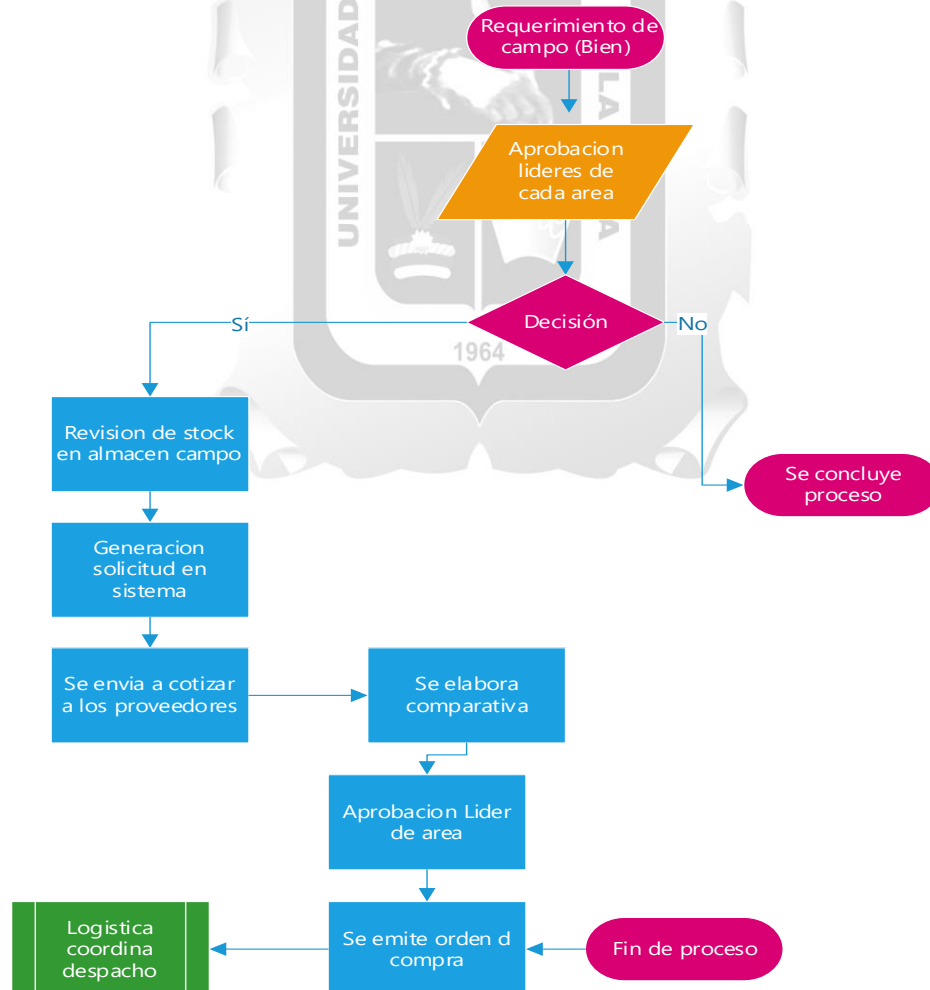 Requerimiento de
campo (Bien)
Aprobacion
lideres de
cada area
Decisión
Sí
No
Revision de stock
en almacen campo
Se concluye
proceso
Generacion
solicitud en
sistema
Se envia a cotizar
a los proveedores
Se elabora
comparativa
Aprobacion Lider
de area
Logistica
coordina
despacho
Se emite orden d
compra
Fin de proceso
UNIVERSIDAD
LA
A
1964